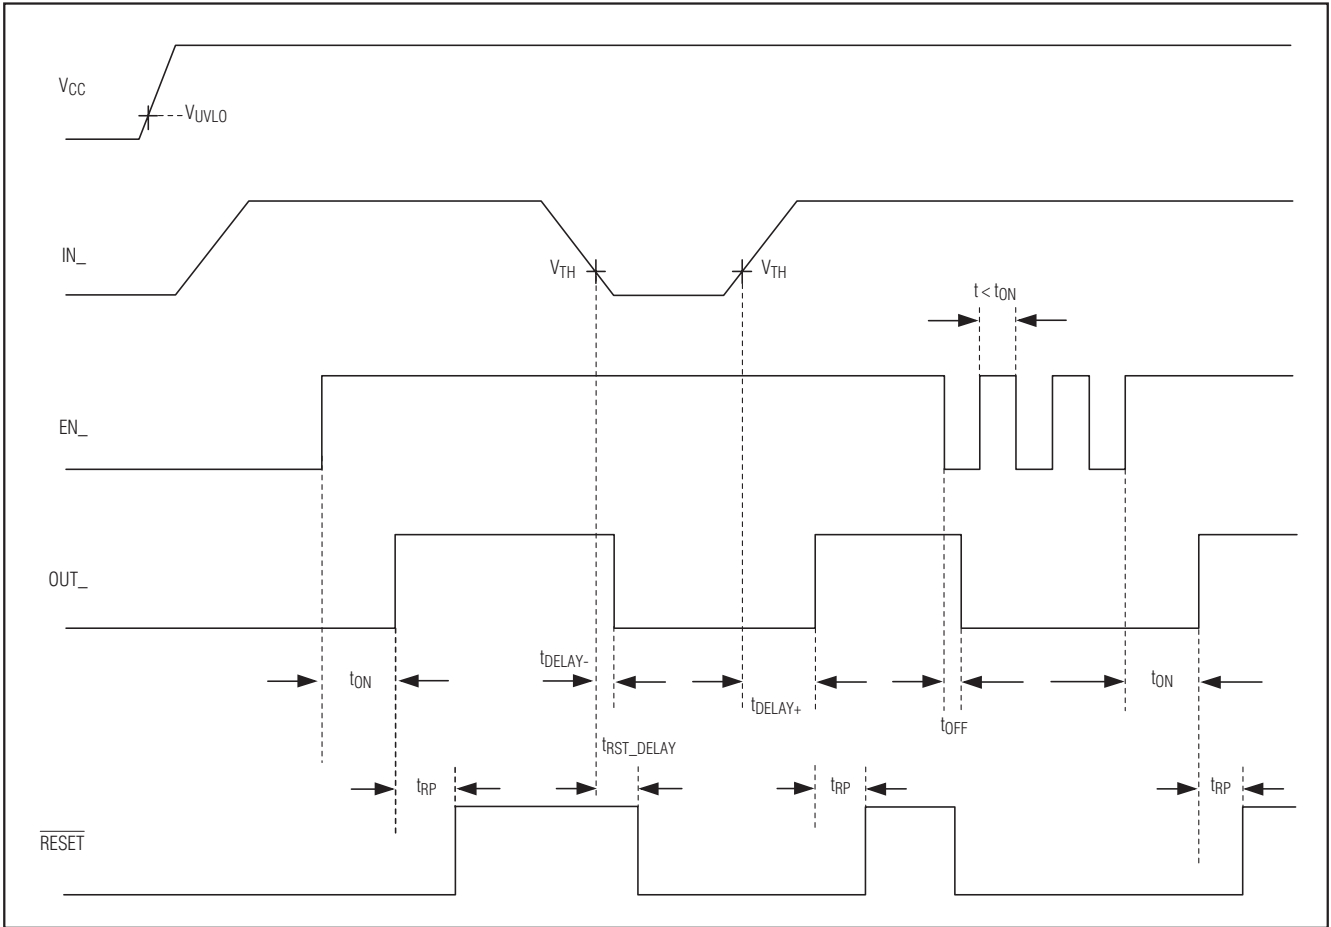 VCC
VUVLO
IN_
VTH
VTH
t < tON
EN_
OUT_
tON
tDELAY-
tDELAY+
tOFF
tON
tRST_DELAY
tRP
tRP
tRP
RESET